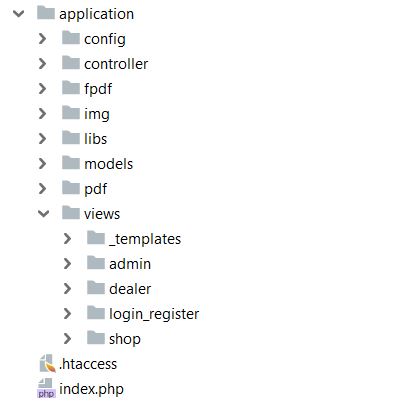 application
config
controller
fpdf
img
libs
models
pdf
views
_templates
admin
dealer
login_register
shop
.htaccess
php index.php